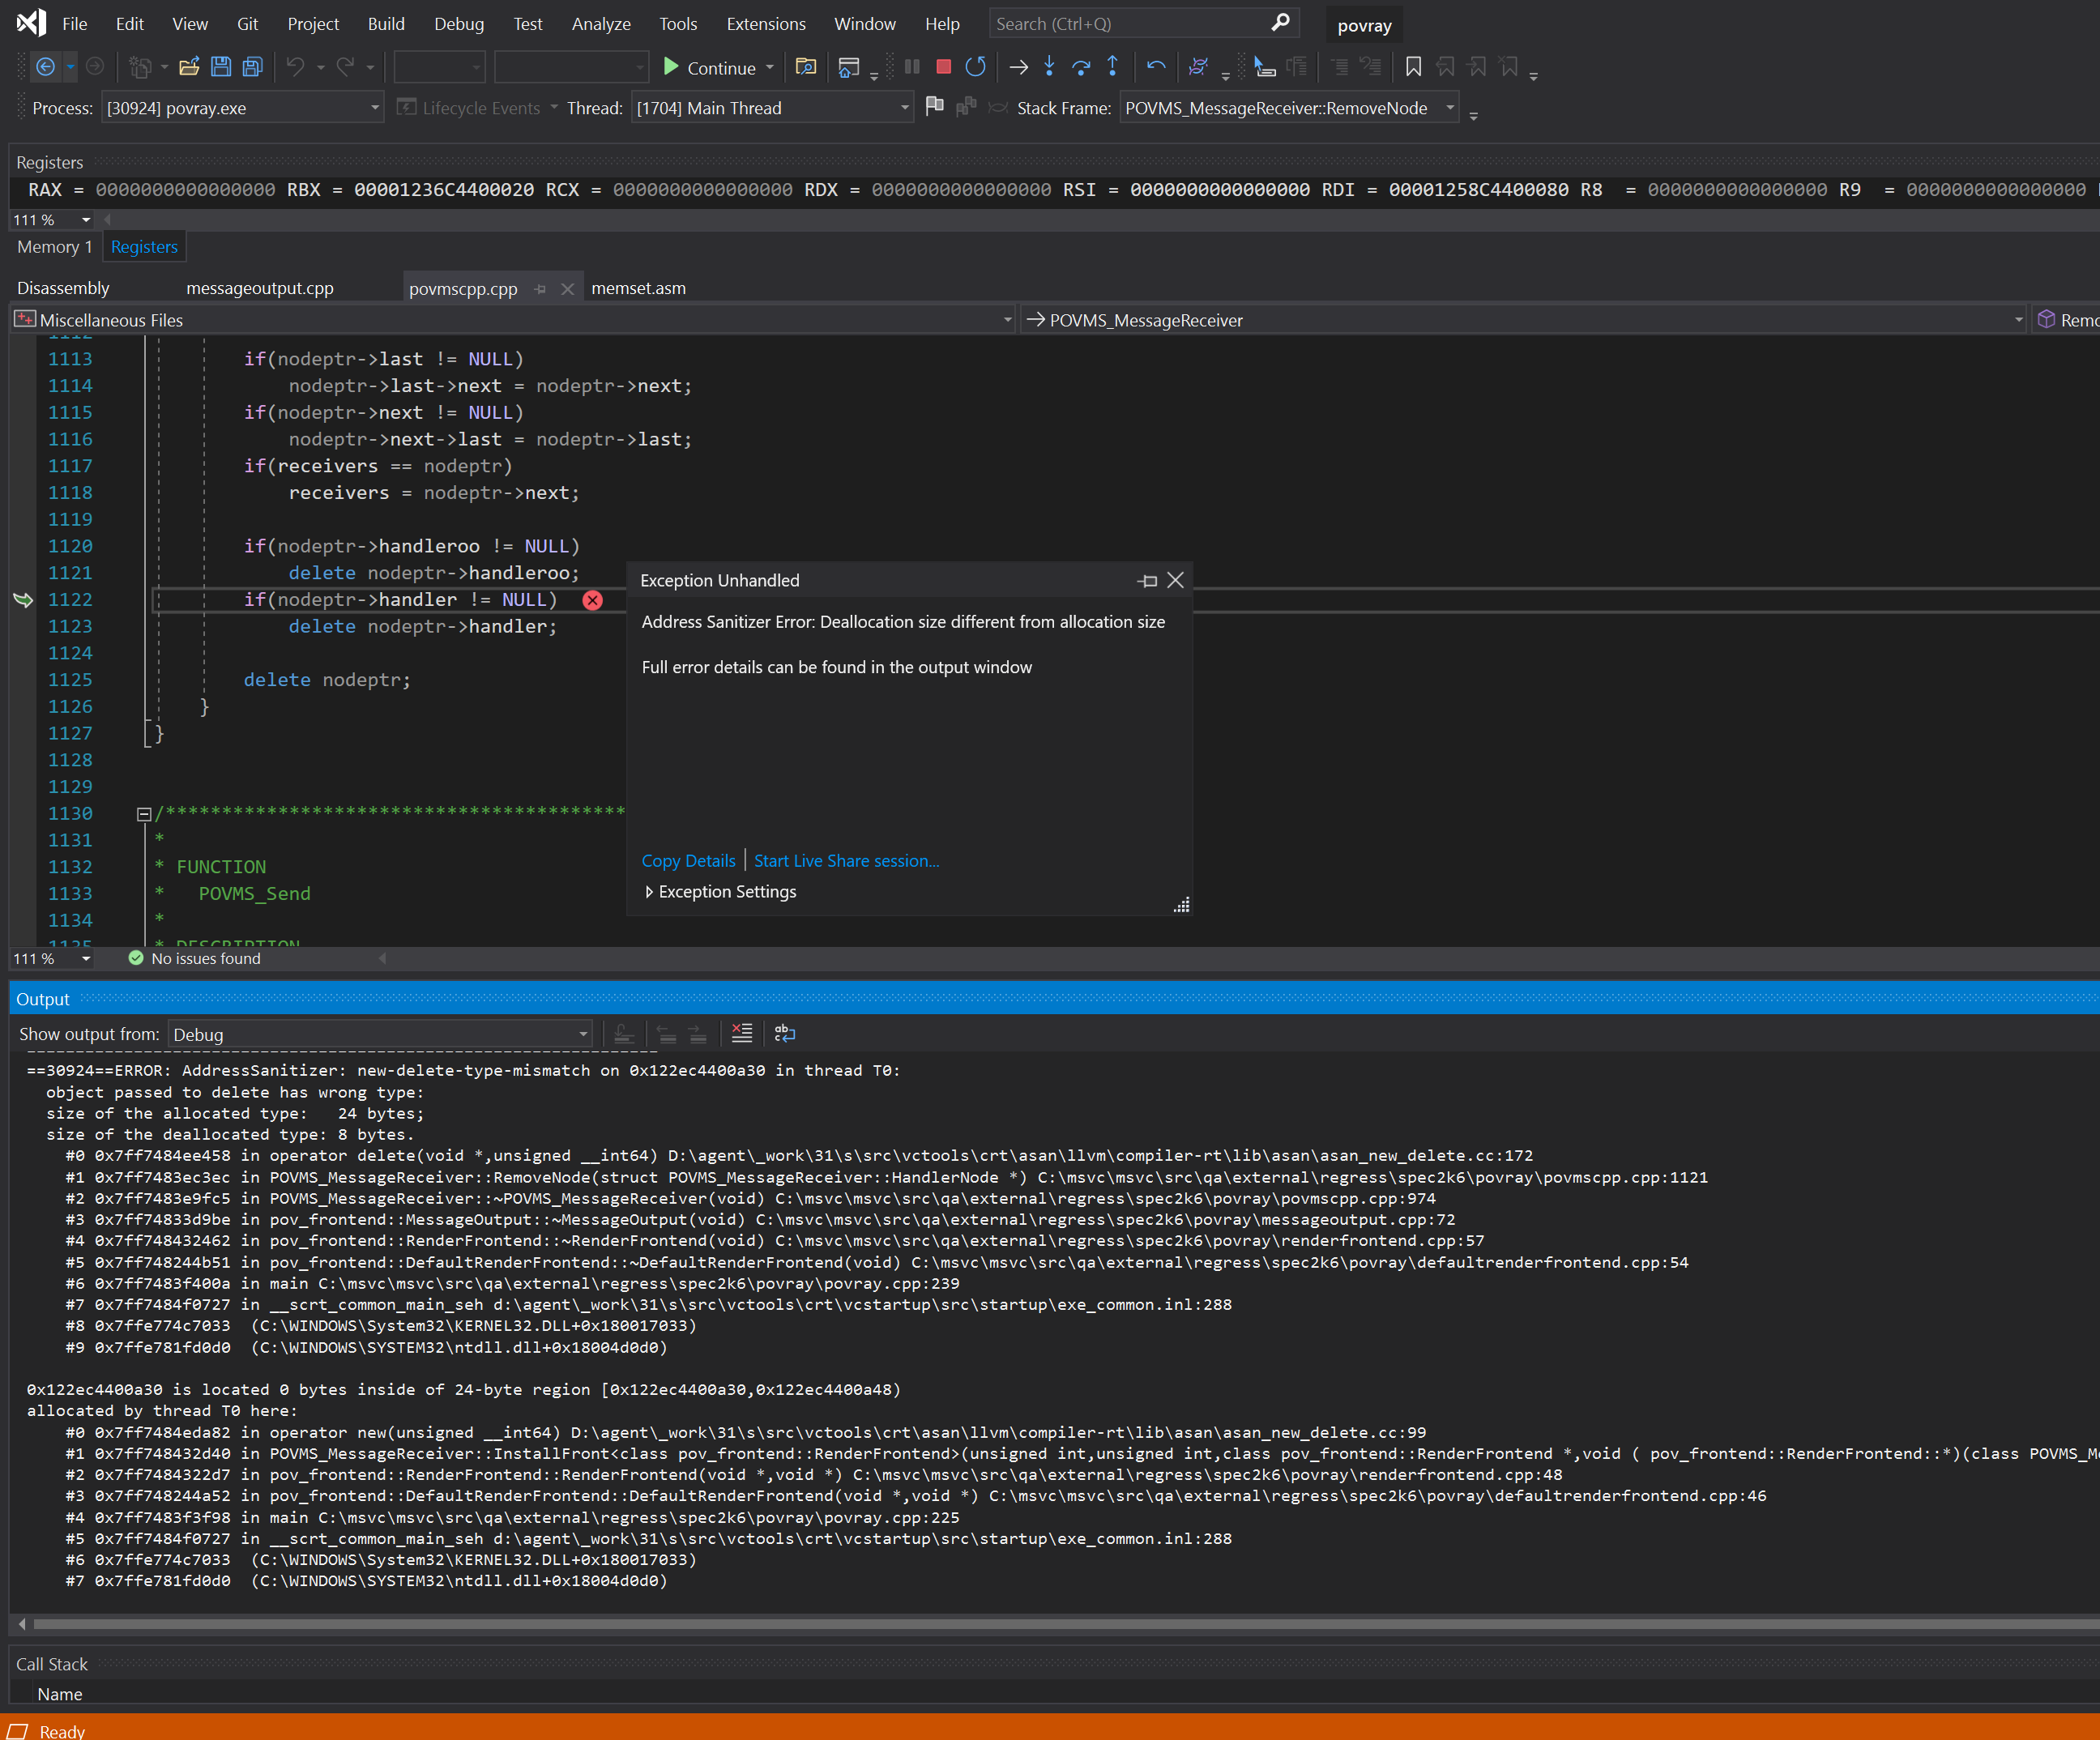 File Edit View Git Project Build Debug Test Analyze Tools Extensions Window Help Search (Ctrl+Q) povray
Continue
Process: [30924] povray.exe Lifecycle Events Thread: [1704] Main Thread Stack Frame: POVMS_MessageReceiver::RemoveNode
Registers
RAX = 0000000000000000 RBX = 00001236C4400020 RCX = 0000000000000000 RDX = 0000000000000000 RSI = 0000000000000000 RDI = 00001258C4400080 R8 = 0000000000000000 R9 = 0000000000000000
111 %
Memory 1 Registers
Disassembly messageoutput.cpp povmscpp.cpp memset.asm
Miscellaneous Files POVMS_MessageReceiver Remo
1112
1113 if(nodeptr->last != NULL)
1114 nodeptr->last->next = nodeptr->next;
1115 if(nodeptr->next != NULL)
1116 nodeptr->next->last = nodeptr->last;
1117 if(receivers == nodeptr)
1118 receivers = nodeptr->next;
1119
1120 if(nodeptr->handleroo != NULL)
1121 delete nodeptr->handleroo;
1122 if(nodeptr->handler != NULL)
1123 delete nodeptr->handler;
1124
1125 delete nodeptr;
1126 }
1127 }
1128
1129
1130 /*****************************************
1131 *
1132 * FUNCTION
1133 * POVMS_Send
1134 *
1135 * DESCRIPTION
Exception Unhandled
Address Sanitizer Error: Deallocation size different from allocation size
Full error details can be found in the output window
Copy Details | Start Live Share session...
Exception Settings
111 % No issues found
Output
Show output from: Debug
==30924==ERROR: AddressSanitizer: new-delete-type-mismatch on 0x122ec4400a30 in thread T0:
object passed to delete has wrong type:
size of the allocated type: 24 bytes;
size of the deallocated type: 8 bytes.
#0 0x7ff7484ee458 in operator delete(void *,unsigned __int64) D:\agent\_work\31\s\src\vctools\crt\asan\llvm\compiler-rt\lib\asan\asan_new_delete.cc:172
#1 0x7ff7483ec3ec in POVMS_MessageReceiver::RemoveNode(struct POVMS_MessageReceiver::HandlerNode *) C:\msvc\msvc\src\qa\external\regress\spec2k6\povray\povmscpp.cpp:1121
#2 0x7ff7483e9fc5 in POVMS_MessageReceiver::~POVMS_MessageReceiver(void) C:\msvc\msvc\src\qa\external\regress\spec2k6\povray\povmscpp.cpp:974
#3 0x7ff74833d9be in pov_frontend::MessageOutput::~MessageOutput(void) C:\msvc\msvc\src\qa\external\regress\spec2k6\povray\messageoutput.cpp:72
#4 0x7ff748432462 in pov_frontend::RenderFrontend::~RenderFrontend(void) C:\msvc\msvc\src\qa\external\regress\spec2k6\povray\renderfrontend.cpp:57
#5 0x7ff748244b51 in pov_frontend::DefaultRenderFrontend::~DefaultRenderFrontend(void) C:\msvc\msvc\src\qa\external\regress\spec2k6\povray\defaultrenderfrontend.cpp:54
#6 0x7ff7483f400a in main C:\msvc\msvc\src\qa\external\regress\spec2k6\povray\povray.cpp:239
#7 0x7ff7484f0727 in __scrt_common_main_seh d:\agent\_work\31\s\src\vctools\crt\vcstartup\src\startup\exe_common.inl:288
#8 0x7ffe774c7033 (C:\WINDOWS\System32\KERNEL32.DLL+0x180017033)
#9 0x7ffe781fd0d0 (C:\WINDOWS\SYSTEM32\ntdll.dll+0x18004d0d0)
0x122ec4400a30 is located 0 bytes inside of 24-byte region [0x122ec4400a30,0x122ec4400a48)
allocated by thread T0 here:
#0 0x7ff7484eda82 in operator new(unsigned __int64) D:\agent\_work\31\s\src\vctools\crt\asan\llvm\compiler-rt\lib\asan\asan_new_delete.cc:99
#1 0x7ff748432d40 in POVMS_MessageReceiver::InstallFront<class pov_frontend::RenderFrontend>(unsigned int,unsigned int,class pov_frontend::RenderFrontend *,void ( pov_frontend::RenderFrontend::*)(class POVMS_M
#2 0x7ff7484322d7 in pov_frontend::RenderFrontend::RenderFrontend(void *,void *) C:\msvc\msvc\src\qa\external\regress\spec2k6\povray\renderfrontend.cpp:48
#3 0x7ff748244a52 in pov_frontend::DefaultRenderFrontend::DefaultRenderFrontend(void *,void *) C:\msvc\msvc\src\qa\external\regress\spec2k6\povray\defaultrenderfrontend.cpp:46
#4 0x7ff7483f3f98 in main C:\msvc\msvc\src\qa\external\regress\spec2k6\povray\povray.cpp:225
#5 0x7ff7484f0727 in __scrt_common_main_seh d:\agent\_work\31\s\src\vctools\crt\vcstartup\src\startup\exe_common.inl:288
#6 0x7ffe774c7033 (C:\WINDOWS\System32\KERNEL32.DLL+0x180017033)
#7 0x7ffe781fd0d0 (C:\WINDOWS\SYSTEM32\ntdll.dll+0x18004d0d0)
Call Stack
Name
Ready